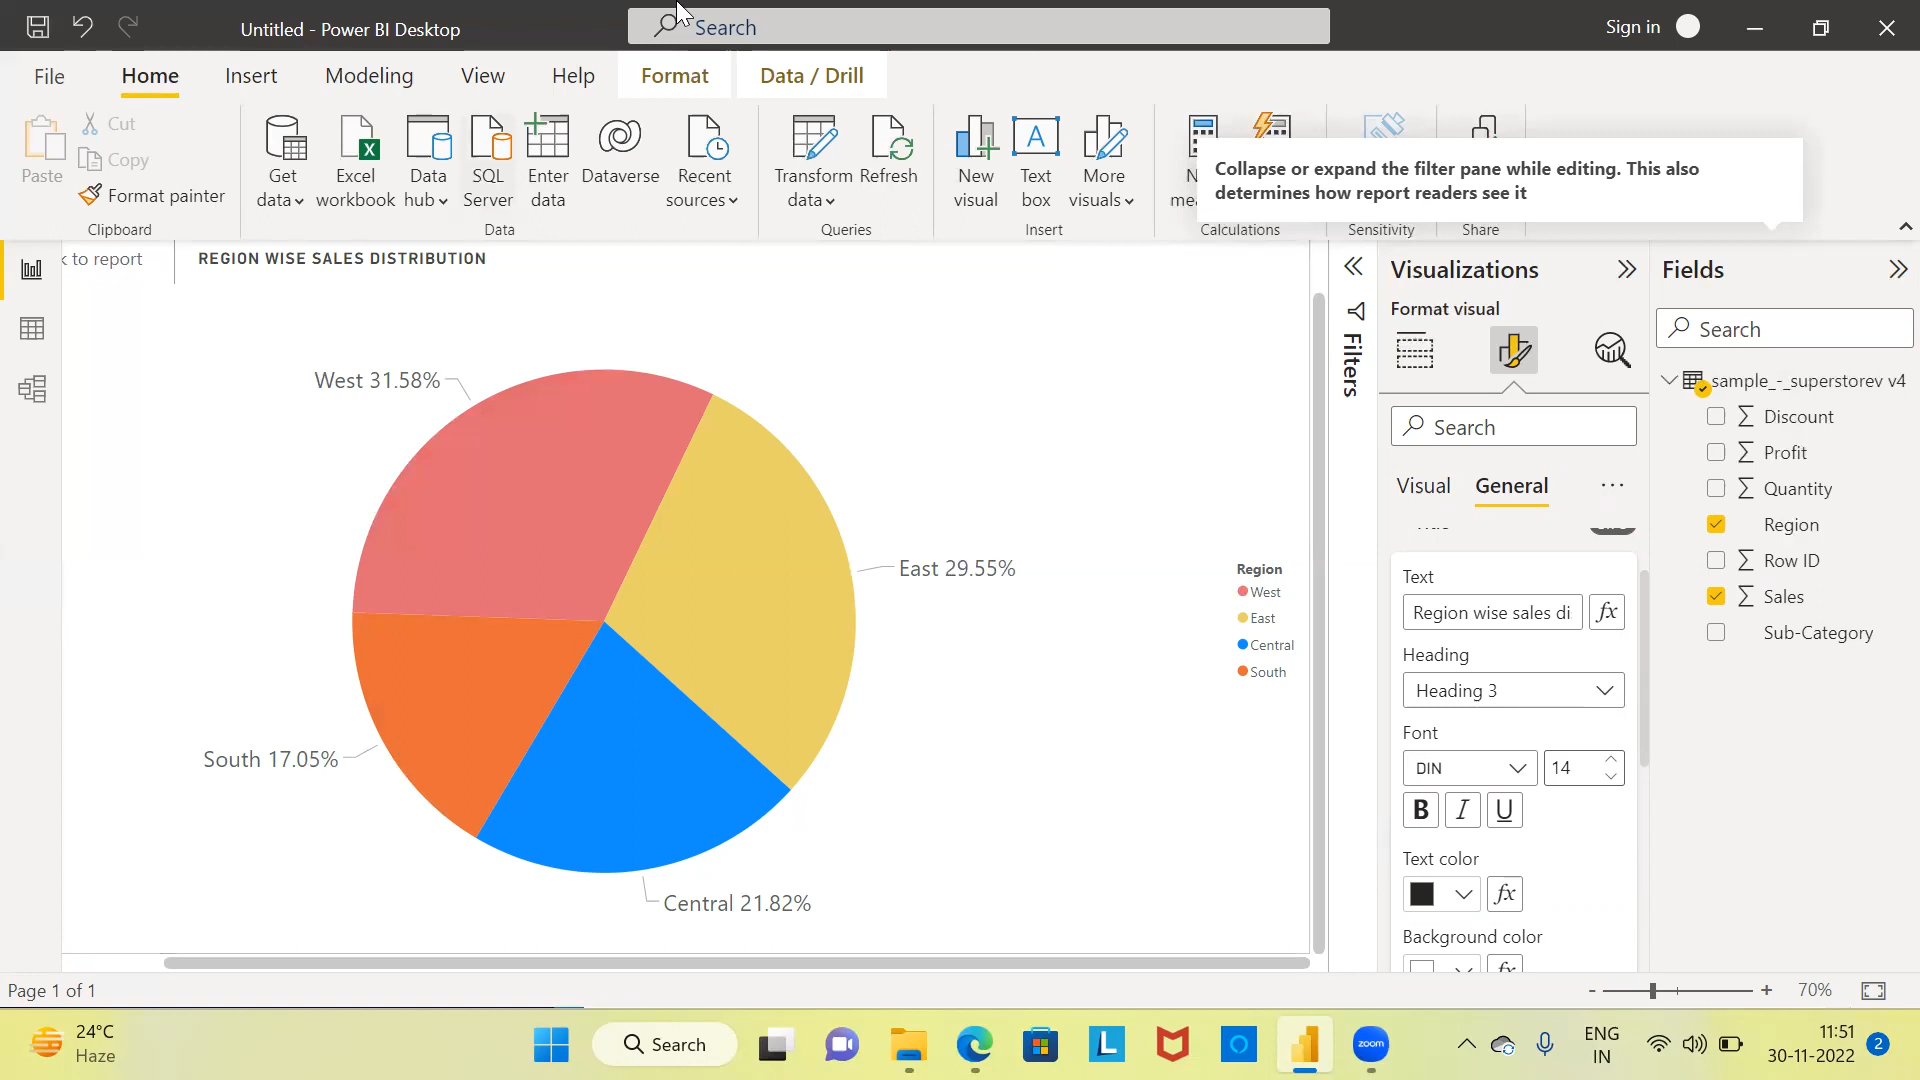 Untitled - Power BI Desktop
Search
Sign in
File
Home
Insert
Modeling
View
Help
Format
Data / Drill
Paste
Cut
Copy
Format painter
Clipboard
Get
data
Excel
workbook
Data
hub
SQL
Server
Enter
data
Dataverse
Recent
sources
Data
Transform
data
Refresh
Queries
New
visual
Text
box
More
visuals
Insert
Calculations
Sensitivity
Share
Collapse or expand the filter pane while editing. This also
determines how report readers see it
k to report
REGION WISE SALES DISTRIBUTION
West 31.58%
East 29.55%
South 17.05%
Central 21.82%
Region
West
East
Central
South
Filters
Visualizations
Format visual
Search
Visual
General
Text
Region wise sales di
Heading
Heading 3
Font
DIN
14
B
I
U
Text color
fx
Background color
Fields
Search
sample_-_superstorev v4
Discount
Profit
Quantity
Region
Row ID
Sales
Sub-Category
Page 1 of 1
- + 70%
24°C
Haze
Search
zoom
ENG
IN
11:51
30-11-2022
2